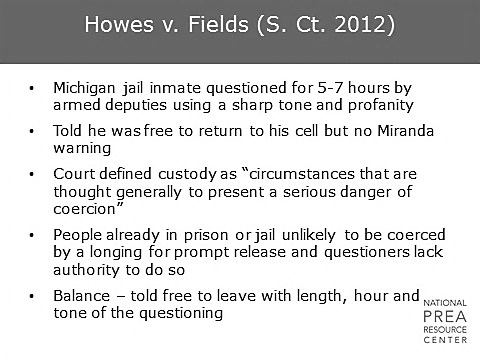 Howes v. Fields (S. Ct. 2012)
• Michigan jail inmate questioned for 5-7 hours by
armed deputies using a sharp tone and profanity
• Told he was free to return to his cell but no Miranda
warning
• Court defined custody as “circumstances that are
thought generally to present a serious danger of
coercion”
• People already in prison or jail unlikely to be coerced
by a longing for prompt release and questioners lack
authority to do so
• Balance – told free to leave with length, hour and
tone of the questioning
NATIONAL
PREA
RESOURCE
CENTER